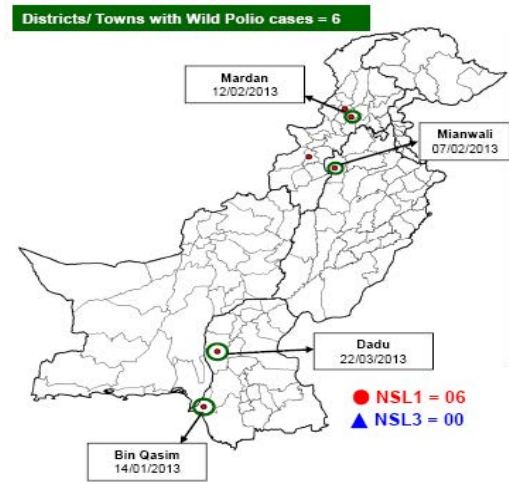 Districts/ Towns with Wild Polio cases = 6
Mardan
12/02/2013
Mianwali
07/02/2013
Dadu
22/03/2013
NSL1 = 06
NSL3 = 00
Bin Qasim
14/01/2013